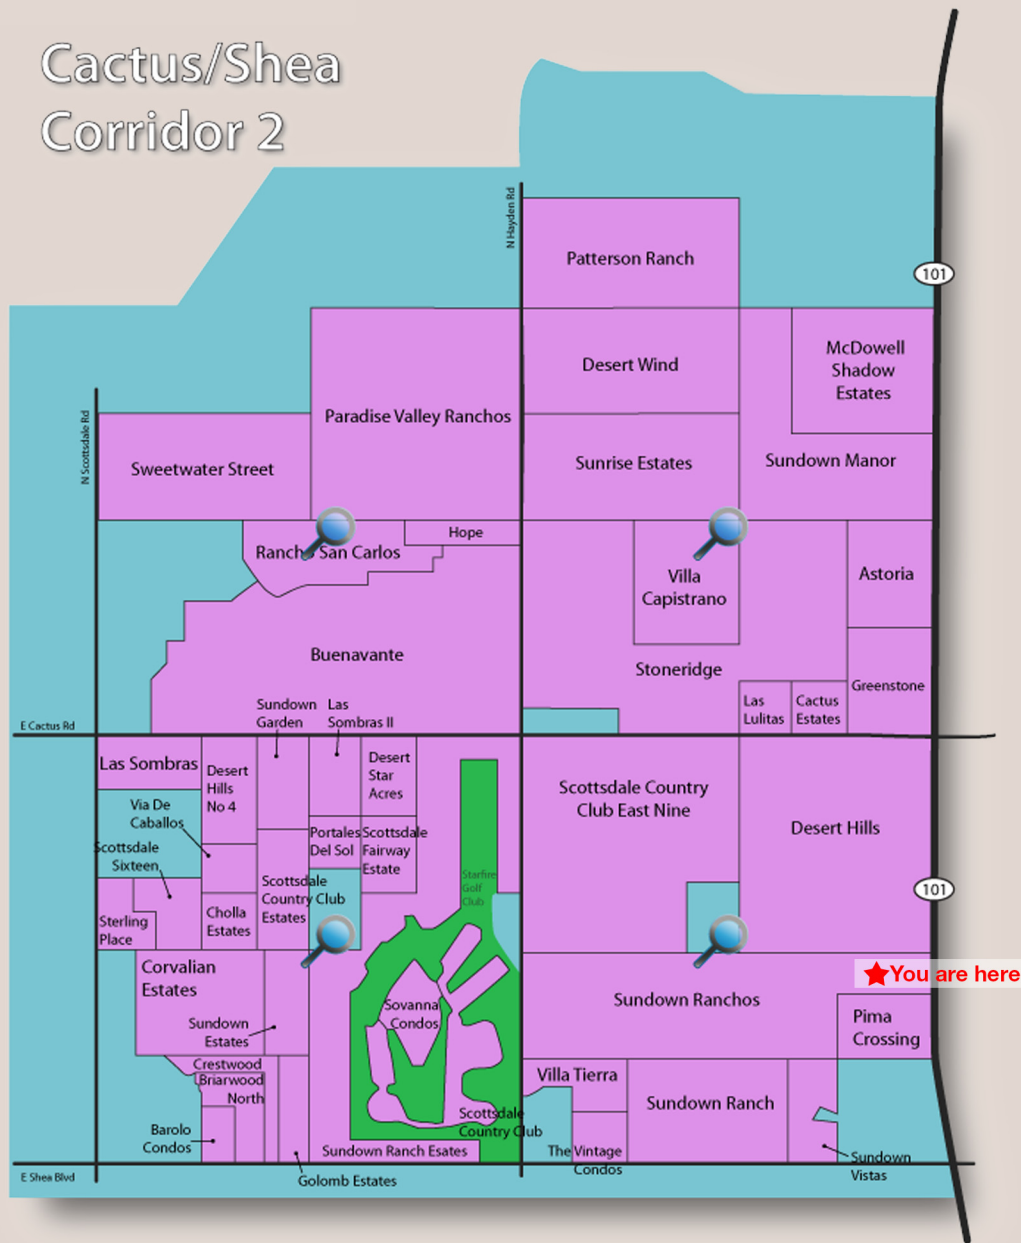 Cactus/Shea
Corridor 2
N Hayden Rd
Patterson Ranch
101
Desert Wind
McDowell
Shadow
Estates
Paradise Valley Ranchos
N Scottsdale Rd
Sweetwater Street
Sunrise Estates
Sundown Manor
Hope
Rancho San Carlos
Villa
Capistrano
Astoria
Buenavante
Stoneridge
Greenstone
Las
Lulitas
Cactus
Estates
Sundown
Garden
Las
Sombras II
E Cactus Rd
Las Sombras
Desert
Hills
No 4
Desert
Star
Acres
Scottsdale Country
Club East Nine
Desert Hills
Via De
Caballos
Portales
Del Sol
Scottsdale
Fairway
Estate
Scottsdale
Sixteen
Scottsdale
Country Club
Estates
Starfire
Golf
Club
101
Cholla
Estates
Sterling
Place
Corvalian
Estates
You are here
Sundown Ranchos
Sovanna
Condos
Pima
Crossing
Sundown
Estates
Crestwood
Briarwood
North
Villa Tierra
Sundown Ranch
Scottsdale
Country Club
Barolo
Condos
Sundown Ranch Esates
The Vintage
Condos
Sundown
Vistas
E Shea Blvd
Golomb Estates